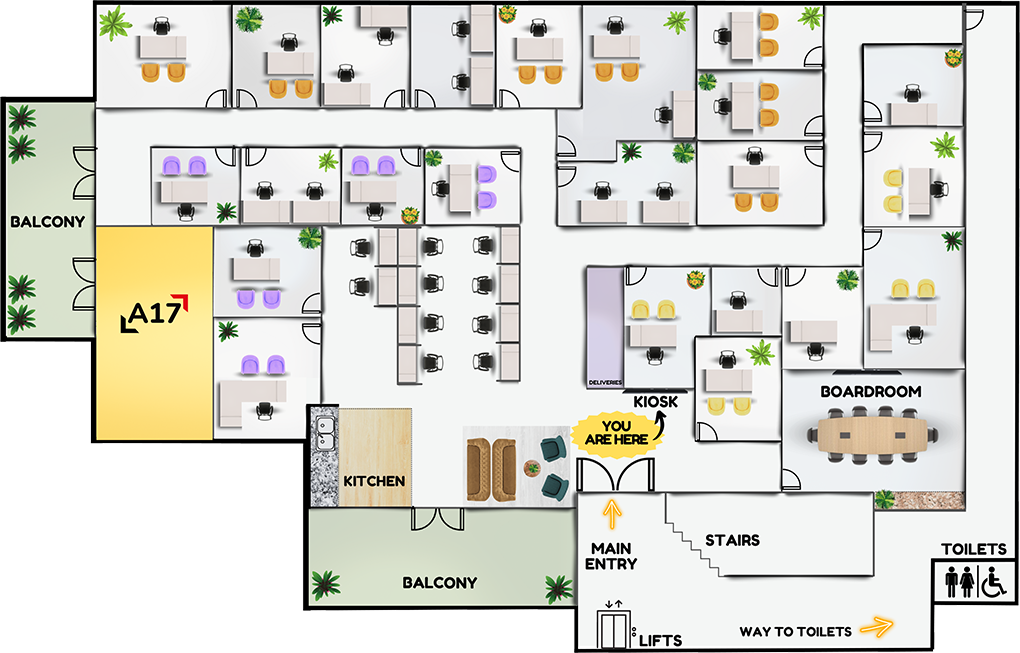 BALCONY
A17
DELIVERIES
KIOSK
YOU
ARE HERE
BOARDROOM
KITCHEN
MAIN
ENTRY
STAIRS
TOILETS
BALCONY
LIFTS
WAY TO TOILETS